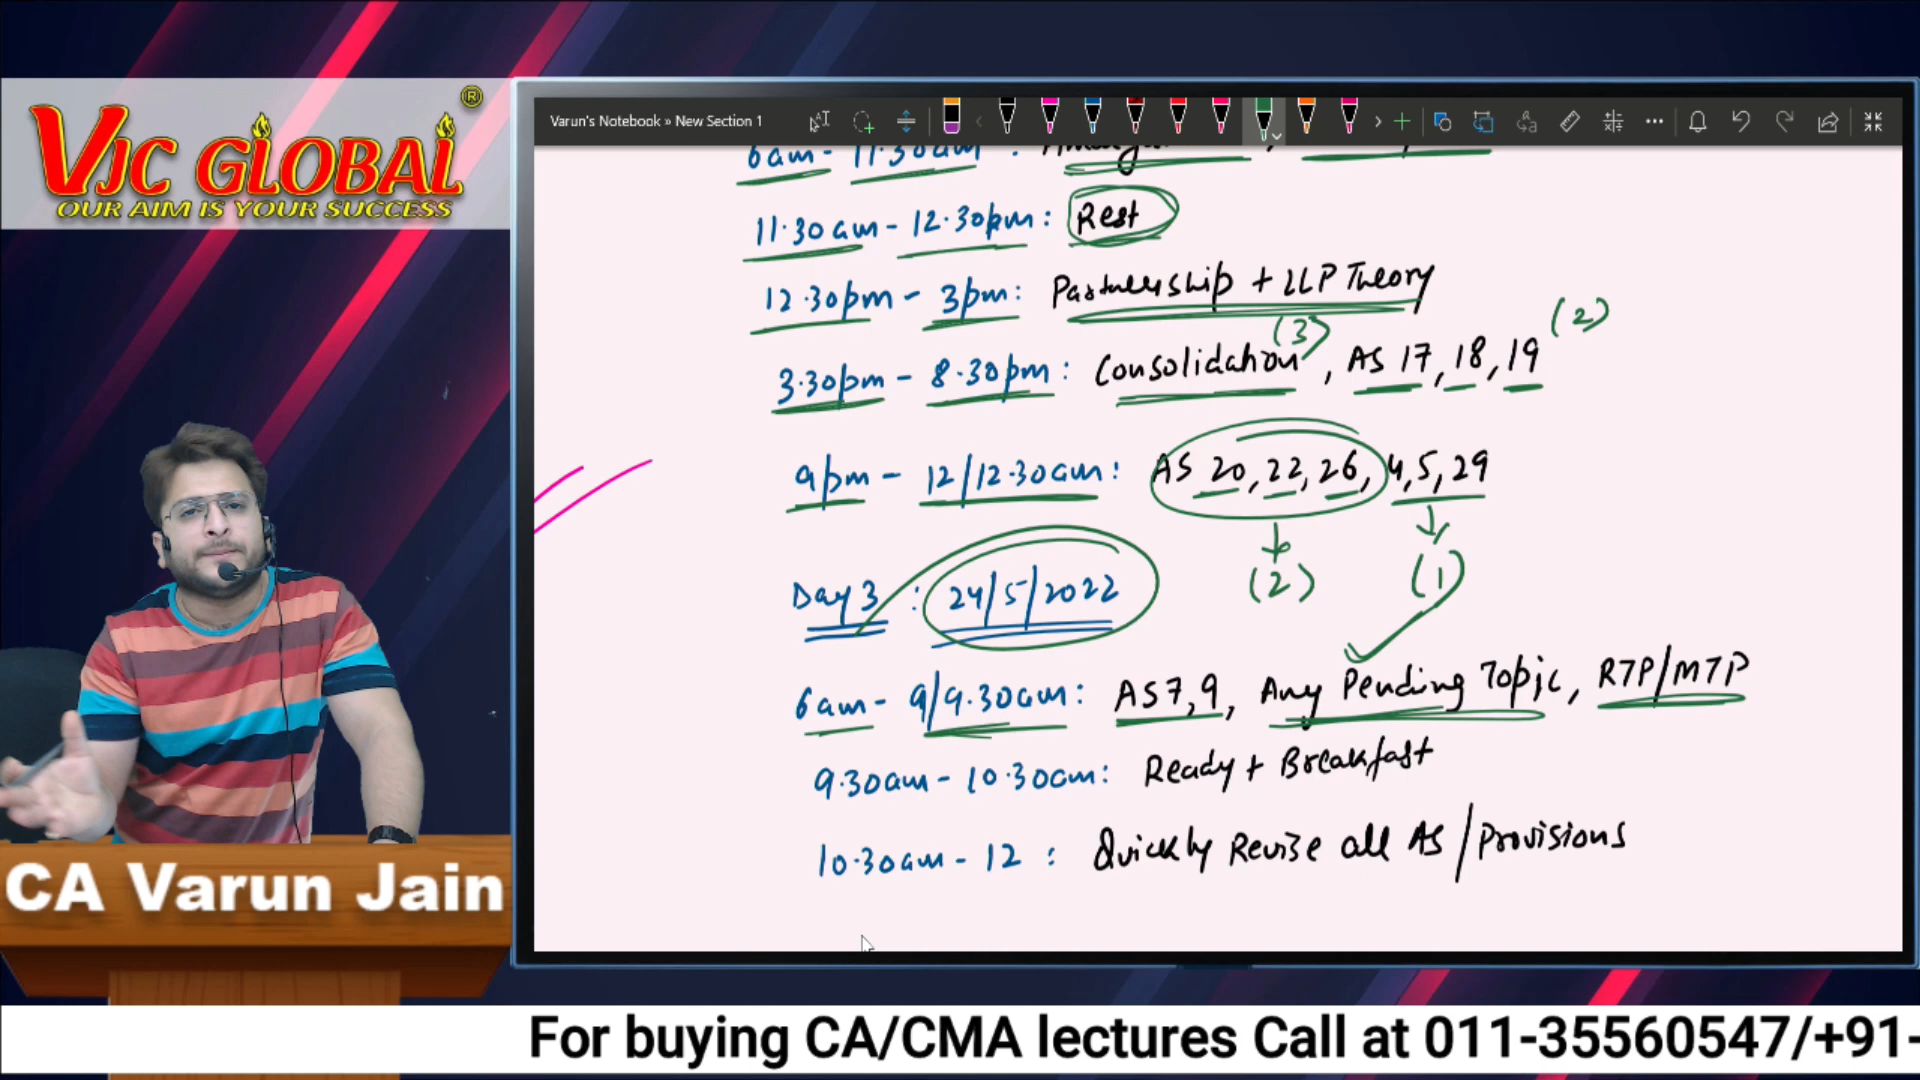 VJC GLOBAL ®
OUR AIM IS YOUR SUCCESS
Varun's Notebook » New Section 1
6am - 11.30am :
11.30am - 12.30pm : Rest
12.30pm - 3pm : Partnership + LLP Theory
3.30pm - 8.30pm : Consolidation (3), AS 17, 18, 19 (2)
9pm - 12/12.30am : AS 20, 22, 26, 4, 5, 29
(2) (1)
Day 3 : 24/5/2022
6am - 9/9.30am : AS 7, 9, Any Pending Topic, RTP/MTP
9.30am - 10.30am : Ready + Breakfast
10.30am - 12 : Quickly Revise all AS/Provisions
CA Varun Jain
For buying CA/CMA lectures Call at 011-35560547/+91-